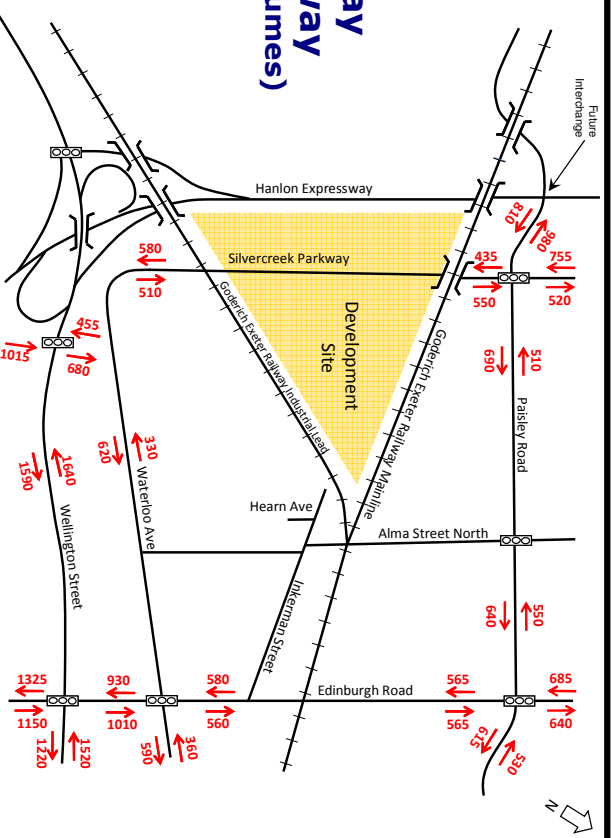 ay
way
umes)
Future
Interchange
Hanlon Expressway
810
980
435
755
550
520
580
510
Silvercreek Parkway
Development
Site
Goderich Exeter Railway Industrial Lead
Goderich Exeter Railway Mainline
690
510
Paisley Road
455
1015
680
330
620
Waterloo Ave
1640
1590
Wellington Street
Hearn Ave
Inkerman Street
Alma Street North
640
550
1325
1150
930
1010
580
560
Edinburgh Road
565
565
685
640
615
530
360
590
1520
1220
N